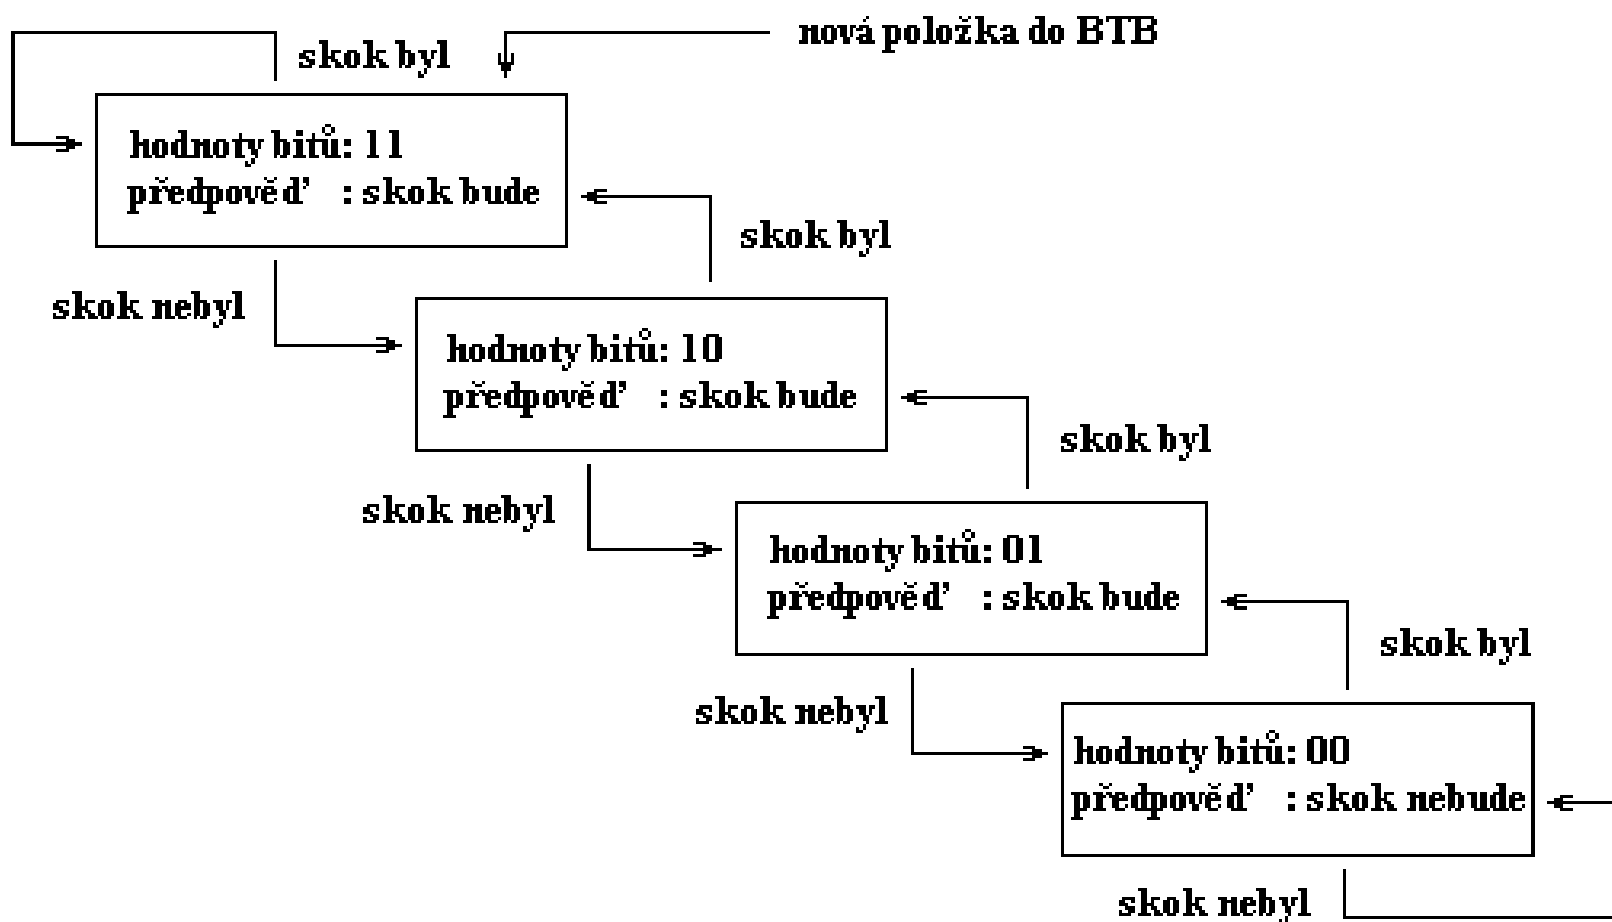 nová položka do BTB
skok byl
hodnoty bitů: 11
předpověď : skok bude
skok byl
skok nebyl
hodnoty bitů: 10
předpověď : skok bude
skok byl
skok nebyl
hodnoty bitů: 01
předpověď : skok bude
skok byl
skok nebyl
hodnoty bitů: 00
předpověď : skok nebude
skok nebyl